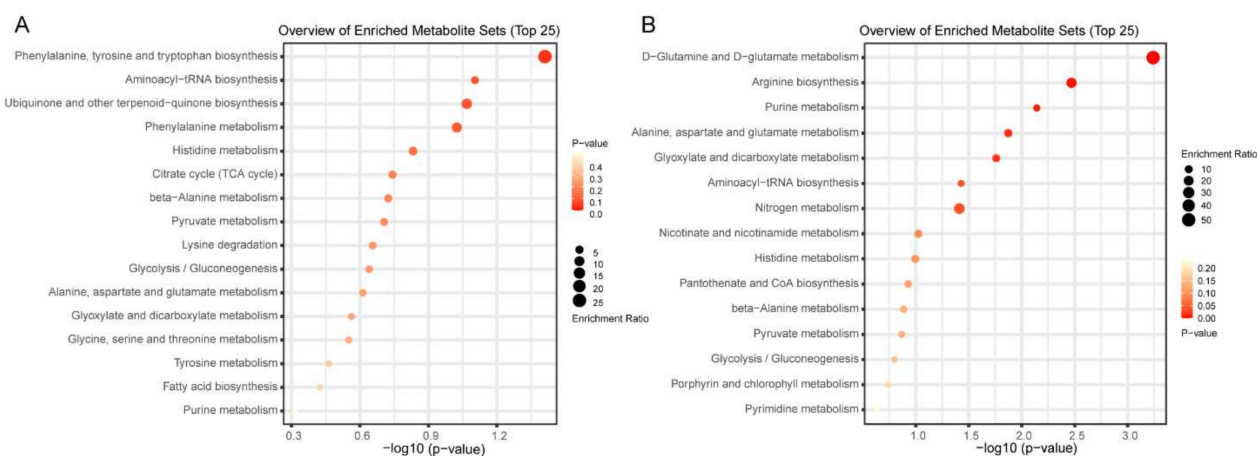 A
Overview of Enriched Metabolite Sets (Top 25)
Phenylalanine, tyrosine and tryptophan biosynthesis
Aminoacyl−tRNA biosynthesis
Ubiquinone and other terpenoid−quinone biosynthesis
Phenylalanine metabolism
Histidine metabolism
Citrate cycle (TCA cycle)
beta−Alanine metabolism
Pyruvate metabolism
Lysine degradation
Glycolysis / Gluconeogenesis
Alanine, aspartate and glutamate metabolism
Glyoxylate and dicarboxylate metabolism
Glycine, serine and threonine metabolism
Tyrosine metabolism
Fatty acid biosynthesis
Purine metabolism
0.3 0.6 0.9 1.2
−log10 (p−value)
P−value
0.4
0.3
0.2
0.1
0.0
5
10
15
20
25
Enrichment Ratio
B
Overview of Enriched Metabolite Sets (Top 25)
D−Glutamine and D−glutamate metabolism
Arginine biosynthesis
Purine metabolism
Alanine, aspartate and glutamate metabolism
Glyoxylate and dicarboxylate metabolism
Aminoacyl−tRNA biosynthesis
Nitrogen metabolism
Nicotinate and nicotinamide metabolism
Histidine metabolism
Pantothenate and CoA biosynthesis
beta−Alanine metabolism
Pyruvate metabolism
Glycolysis / Gluconeogenesis
Porphyrin and chlorophyll metabolism
Pyrimidine metabolism
1.0 1.5 2.0 2.5 3.0
−log10 (p−value)
Enrichment Ratio
10
20
30
40
50
0.20
0.15
0.10
0.05
0.00
P−value